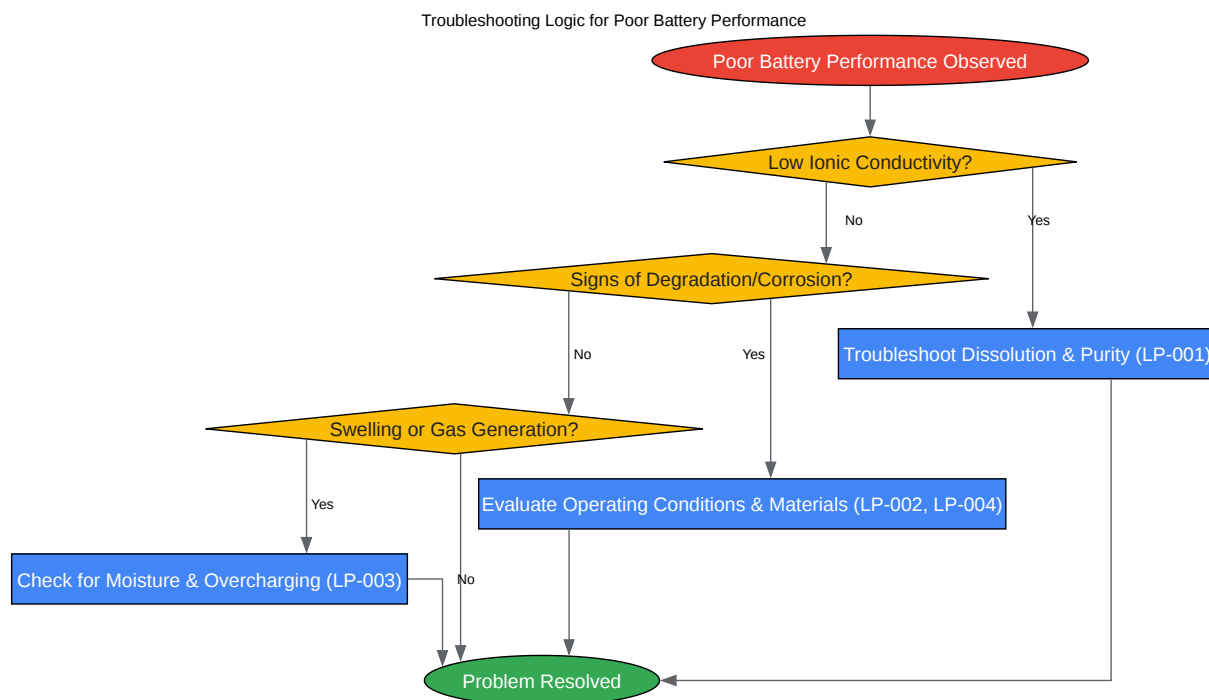 Troubleshooting Logic for Poor Battery Performance
Poor Battery Performance Observed
Low Ionic Conductivity?
No
Yes
Signs of Degradation/Corrosion?
No
Yes
Troubleshoot Dissolution & Purity (LP-001)
Swelling or Gas Generation?
Yes
Evaluate Operating Conditions & Materials (LP-002, LP-004)
Check for Moisture & Overcharging (LP-003)
No
Problem Resolved